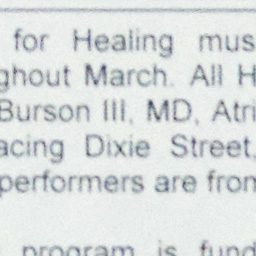 for Healing mus
ghout March. All H
Burson III, MD, Atri
acing Dixie Street,
performers are from
program is fund